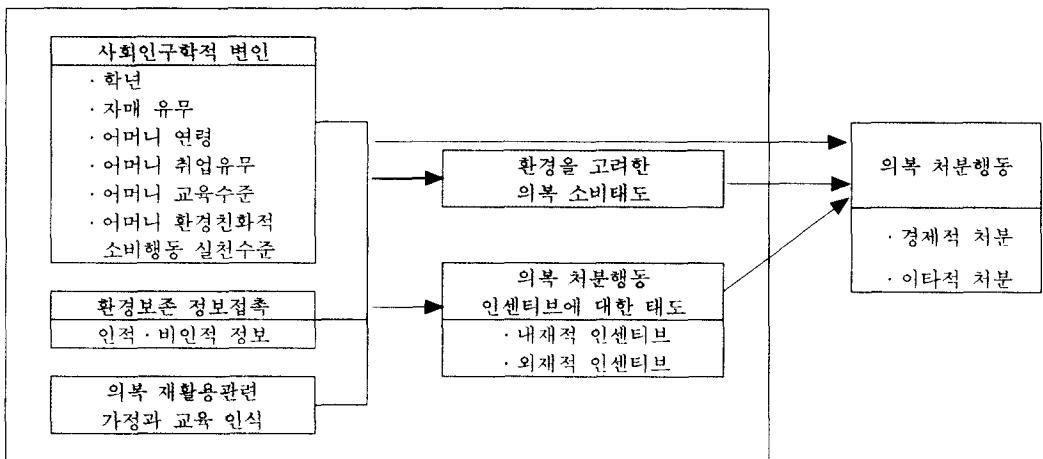 사회인구학적 변인
· 학년
· 자매 유무
· 어머니 연령
· 어머니 취업유무
· 어머니 교육수준
· 어머니 환경친화적
소비행동 실천수준
환경보존 정보접촉
인적 · 비인적 정보
의복 재활용관련
가정과 교육 인식
환경을 고려한
의복 소비태도
의복 처분행동
인센티브에 대한 태도
· 내재적 인센티브
· 외재적 인센티브
의복 처분행동
· 경제적 처분
· 이타적 처분